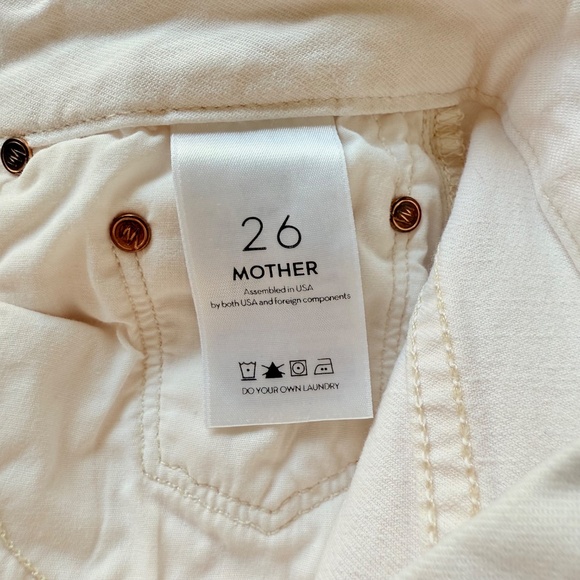 26
MOTHER
Assembled in USA
by both USA and foreign components
DO YOUR OWN LAUNDRY